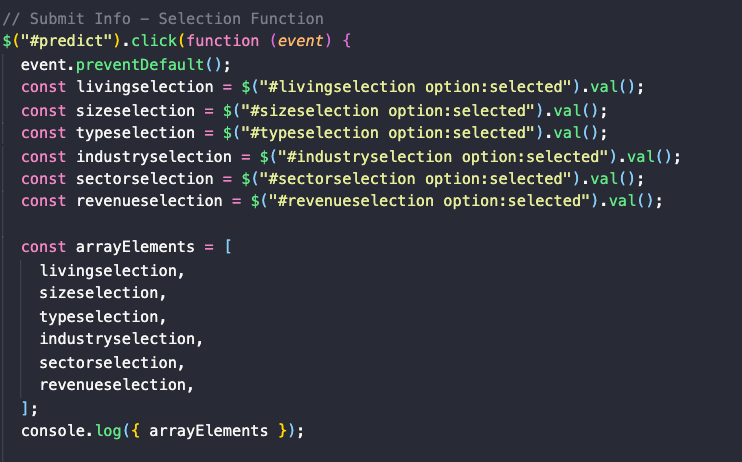 // Submit Info - Selection Function
$("#predict").click(function (event) {
event.preventDefault();
const livingselection = $("#livingselection option:selected").val();
const sizeselection = $("#sizeselection option:selected").val();
const typeselection = $("#typeselection option:selected").val();
const industryselection = $("#industryselection option:selected").val();
const sectorselection = $("#sectorselection option:selected").val();
const revenueselection = $("#revenueselection option:selected").val();
const arrayElements = [
livingselection,
sizeselection,
typeselection,
industryselection,
sectorselection,
revenueselection,
];
console.log({ arrayElements });